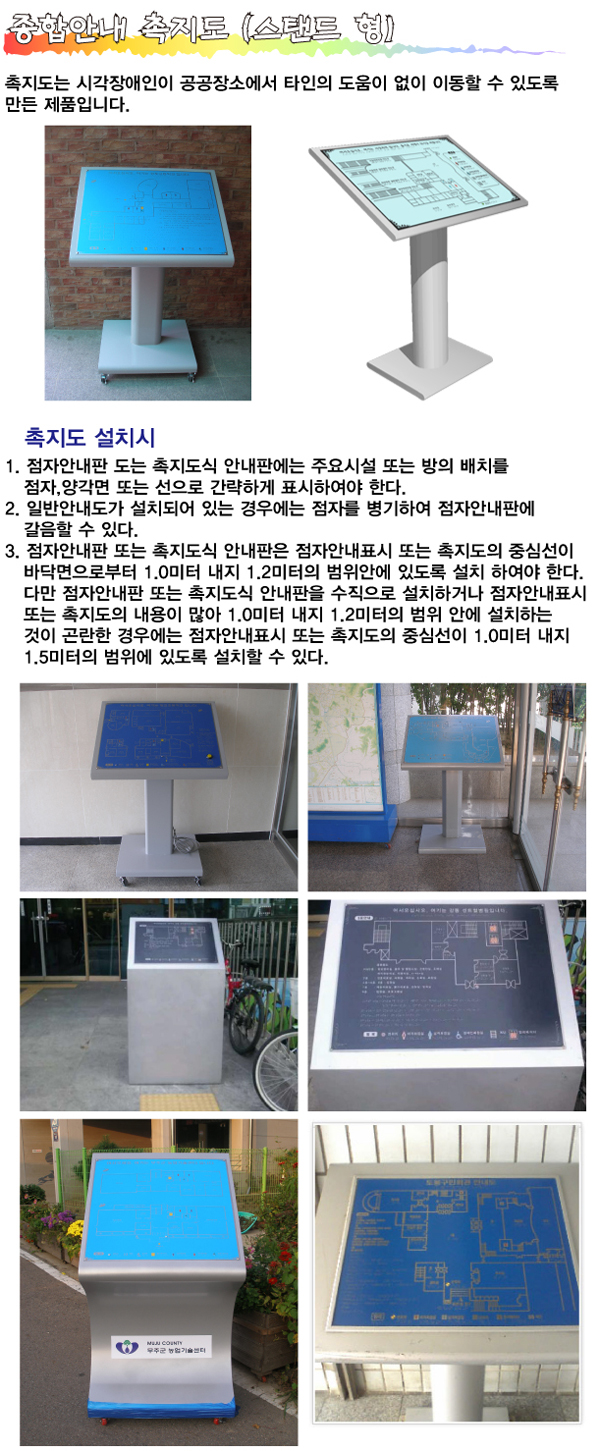 종합안내 촉지도 (스탠드 형)
촉지도는 시각장애인이 공공장소에서 타인의 도움이 없이 이동할 수 있도록
만든 제품입니다.
촉지도 설치시
1. 점자안내판 도는 촉지도식 안내판에는 주요시설 또는 방의 배치를
점자,양각면 또는 선으로 간략하게 표시하여야 한다.
2. 일반안내도가 설치되어 있는 경우에는 점자를 병기하여 점자안내판에
갈음할 수 있다.
3. 점자안내판 또는 촉지도식 안내판은 점자안내표시 또는 촉지도의 중심선이
바닥면으로부터 1.0미터 내지 1.2미터의 범위안에 있도록 설치 하여야 한다.
다만 점자안내판 또는 촉지도식 안내판을 수직으로 설치하거나 점자안내표시
또는 촉지도의 내용이 많아 1.0미터 내지 1.2미터의 범위 안에 설치하는
것이 곤란한 경우에는 점자안내표시 또는 촉지도의 중심선이 1.0미터 내지
1.5미터의 범위에 있도록 설치할 수 있다.
MUJU COUNTY
무주군 농업기술센터